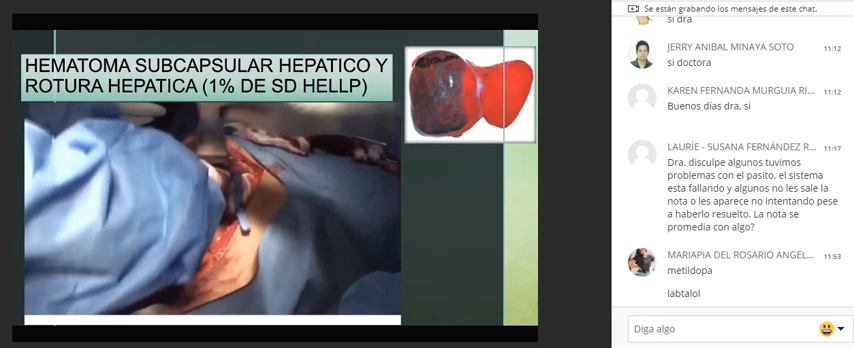 HEMATOMA SUBCAPSULAR HEPATICO Y
ROTURA HEPATICA (1% DE SD HELLP)
Se están grabando los mensajes de este chat.
si dra
JERRY ANIBAL MINAYA SOTO 11:12
si doctora
KAREN FERNANDA MURGUIA RI... 11:12
Buenos días dra, si
LAURÍE - SUSANA FERNÁNDEZ R... 11:17
Dra. disculpe algunos tuvimos
problemas con el pasito, el sistema
esta fallando y algunos no les sale la
nota o les aparece no intentando pese
a haberlo resuelto. La nota se
promedia con algo?
MARIAPIA DEL ROSARIO ANGEL... 11:53
metildopa
labtalol
Diga algo